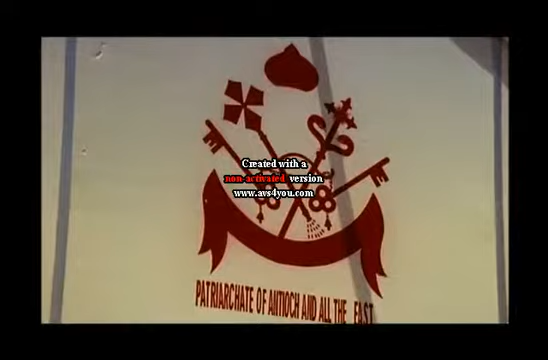 Created with a
non-activated version
www.avs4you.com
PATRIARCHATE OF ANTIOCH AND ALL THE EAST